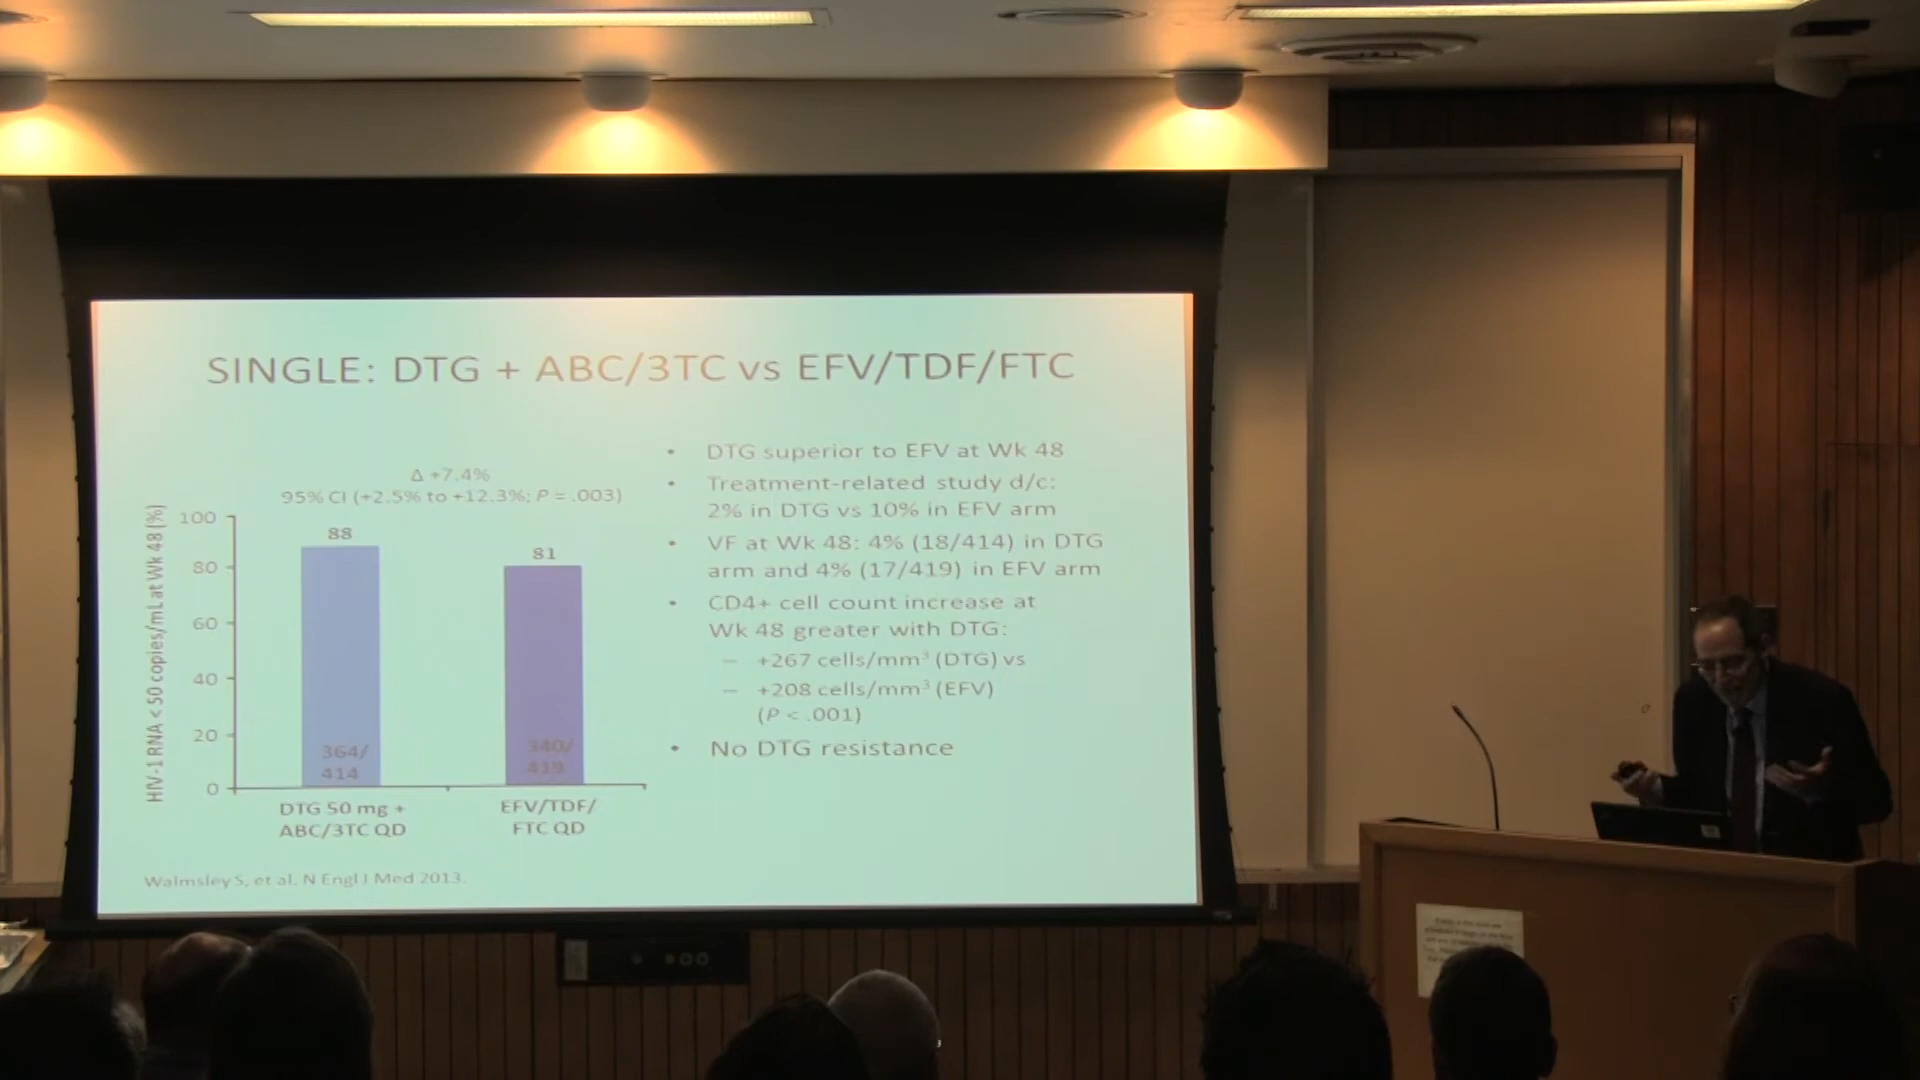 SINGLE: DTG + ABC/3TC vs EFV/TDF/FTC
Δ +7.4%
95% CI (+2.5% to +12.3%; P = .003)
HIV-1 RNA < 50 copies/mL at Wk 48 (%)
100
80
60
40
20
0
88
81
364/
414
340/
419
DTG 50 mg +
ABC/3TC QD
EFV/TDF/
FTC QD
• DTG superior to EFV at Wk 48
• Treatment-related study d/c:
2% in DTG vs 10% in EFV arm
• VF at Wk 48: 4% (18/414) in DTG
arm and 4% (17/419) in EFV arm
• CD4+ cell count increase at
Wk 48 greater with DTG:
– +267 cells/mm³ (DTG) vs
– +208 cells/mm³ (EFV)
(P < .001)
• No DTG resistance
Walmsley S, et al. N Engl J Med 2013.